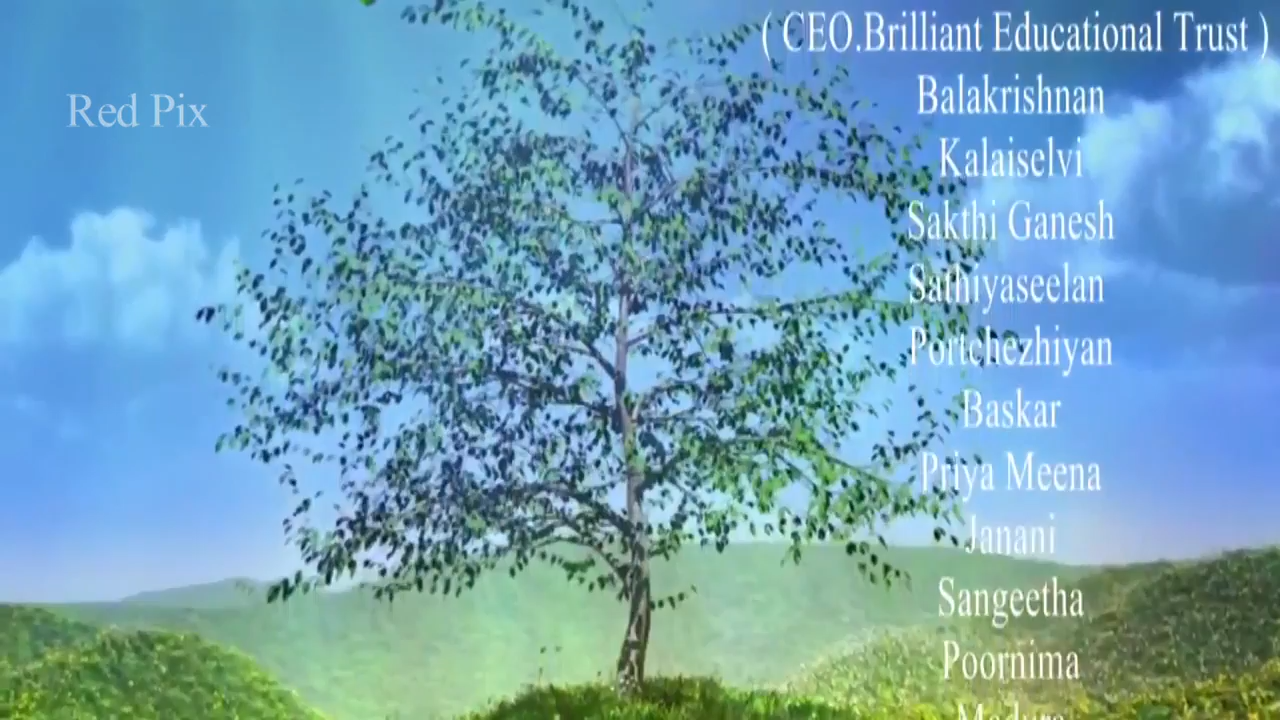 ( CEO.Brilliant Educational Trust )
Red Pix
Balakrishnan
Kalaiselvi
Sakthi Ganesh
Sathiyaseelan
Portchezhiyan
Baskar
Priya Meena
Janani
Sangeetha
Poornima